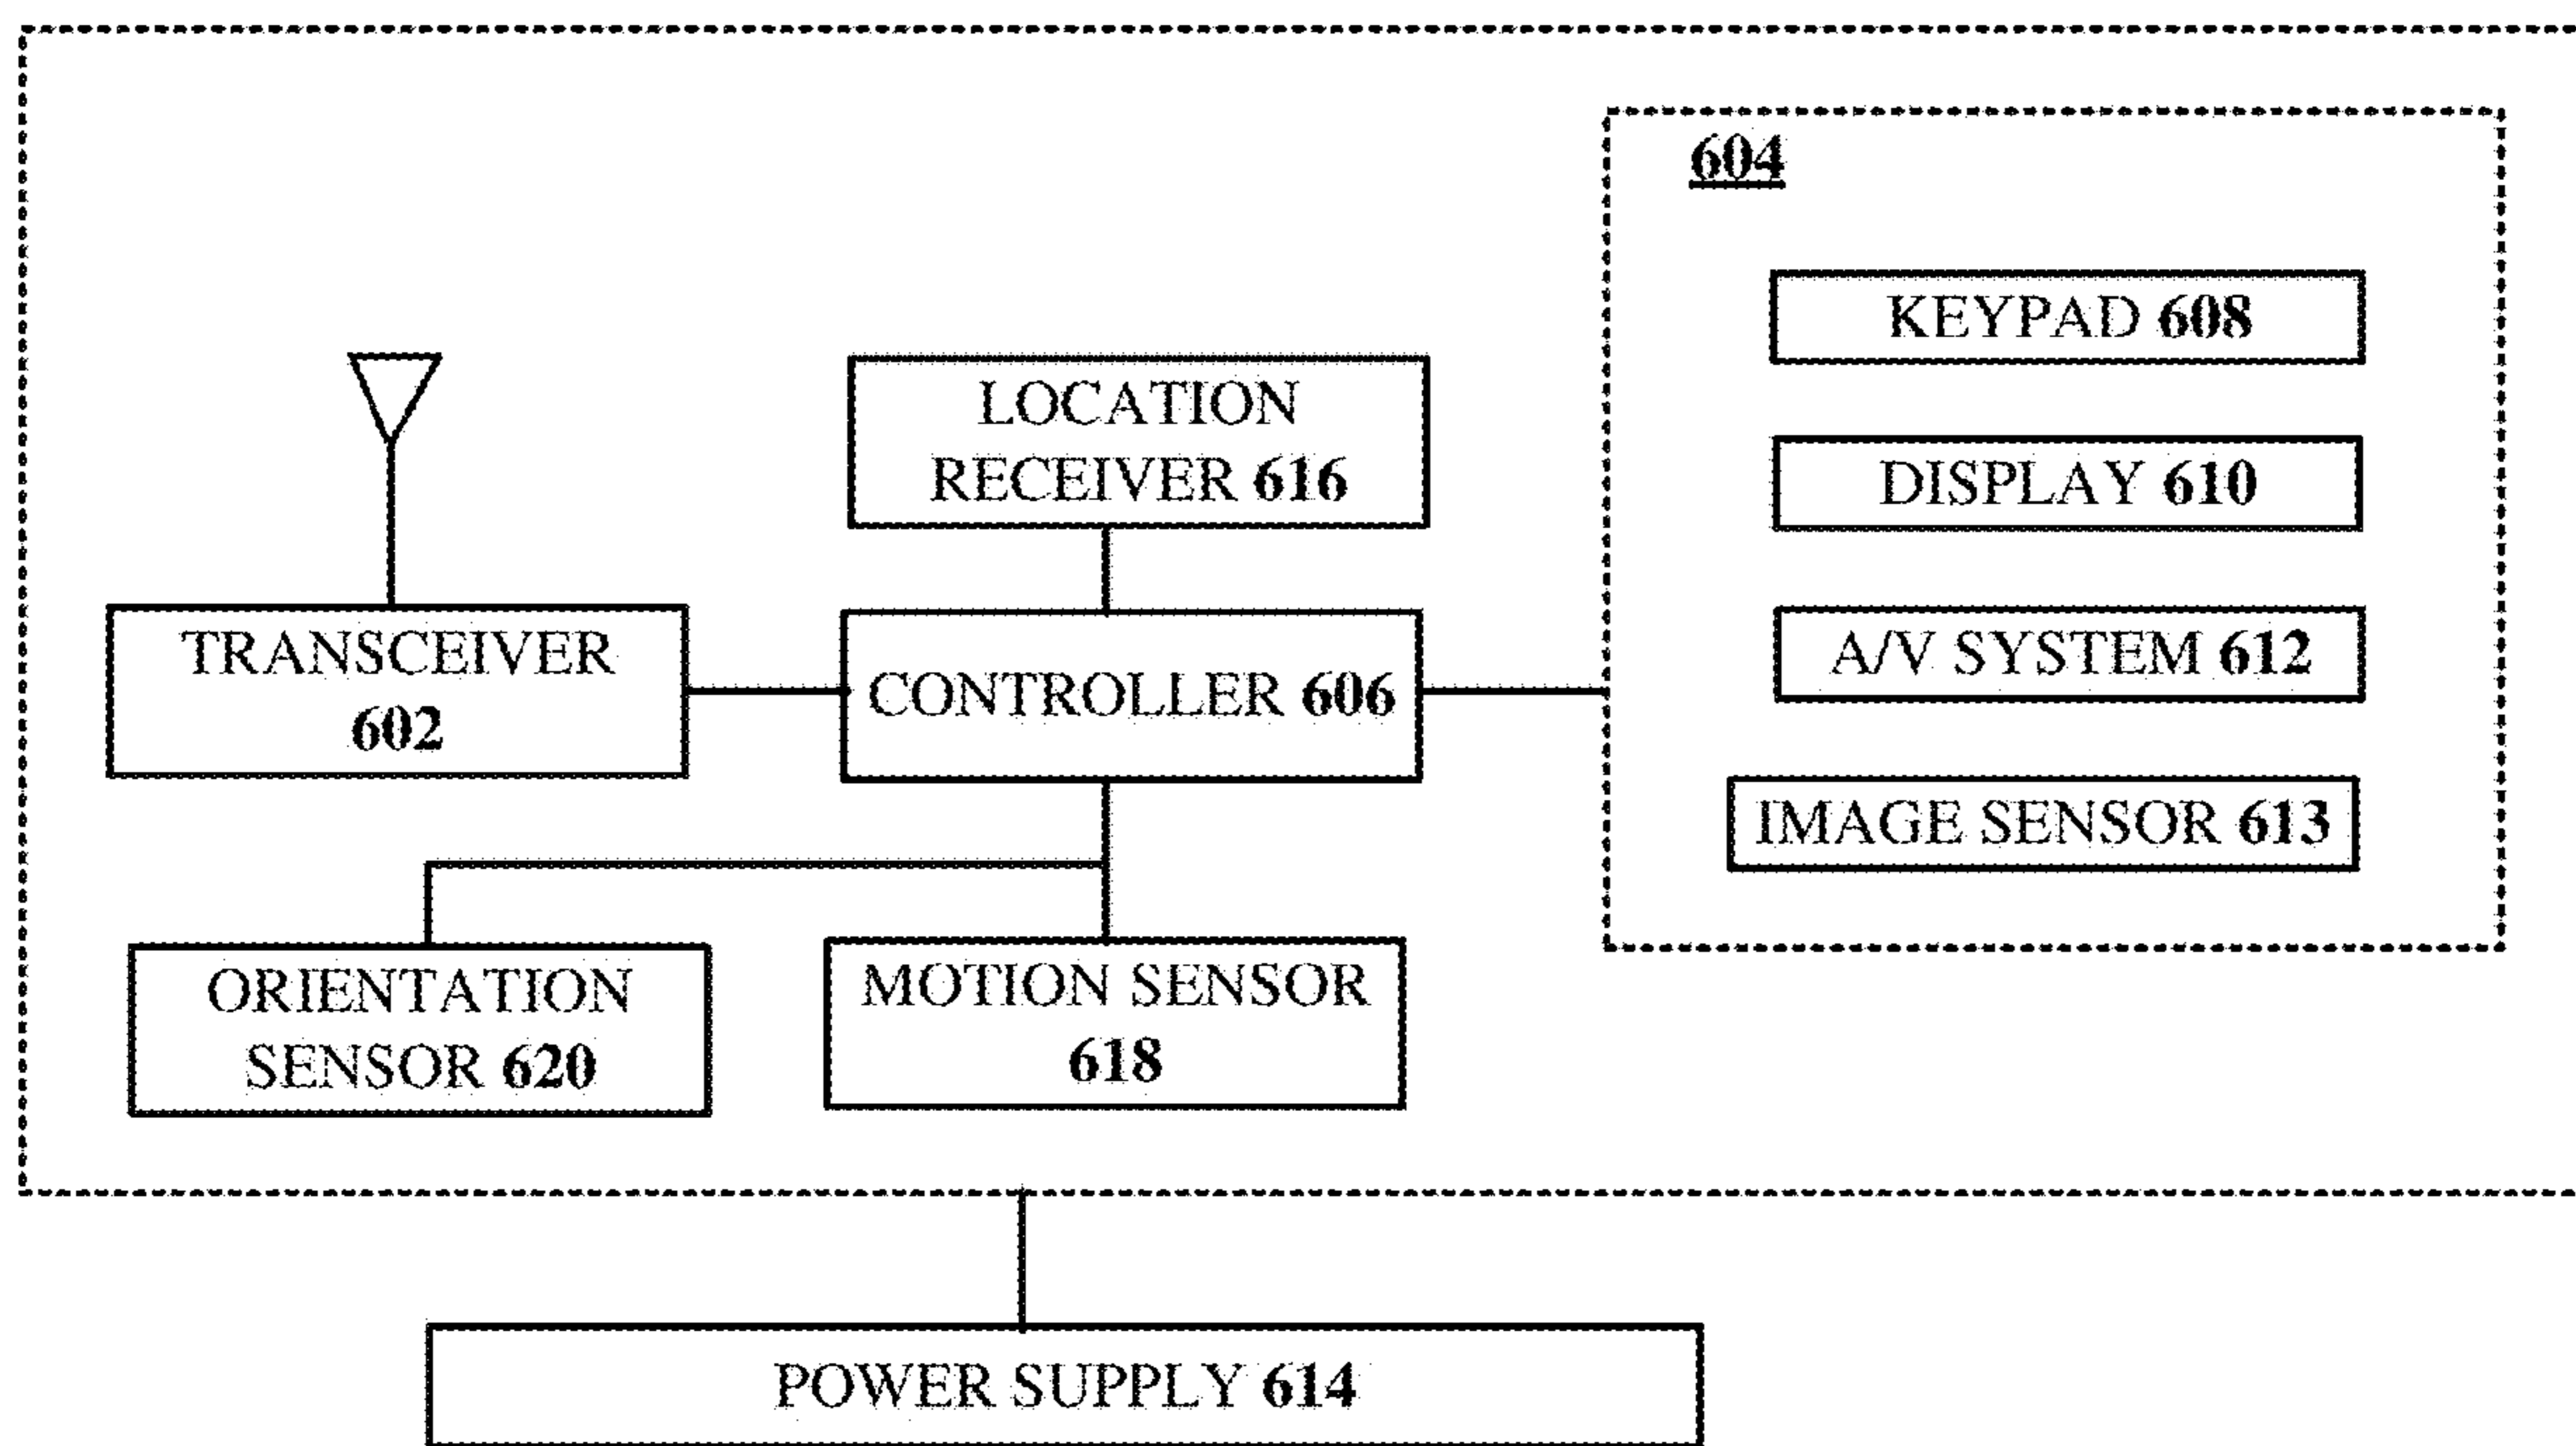 604
KEYPAD 608
DISPLAY 610
A/V SYSTEM 612
IMAGE SENSOR 613
LOCATION
RECEIVER 616
TRANSCEIVER
602
CONTROLLER 606
ORIENTATION
SENSOR 620
MOTION SENSOR
618
POWER SUPPLY 614